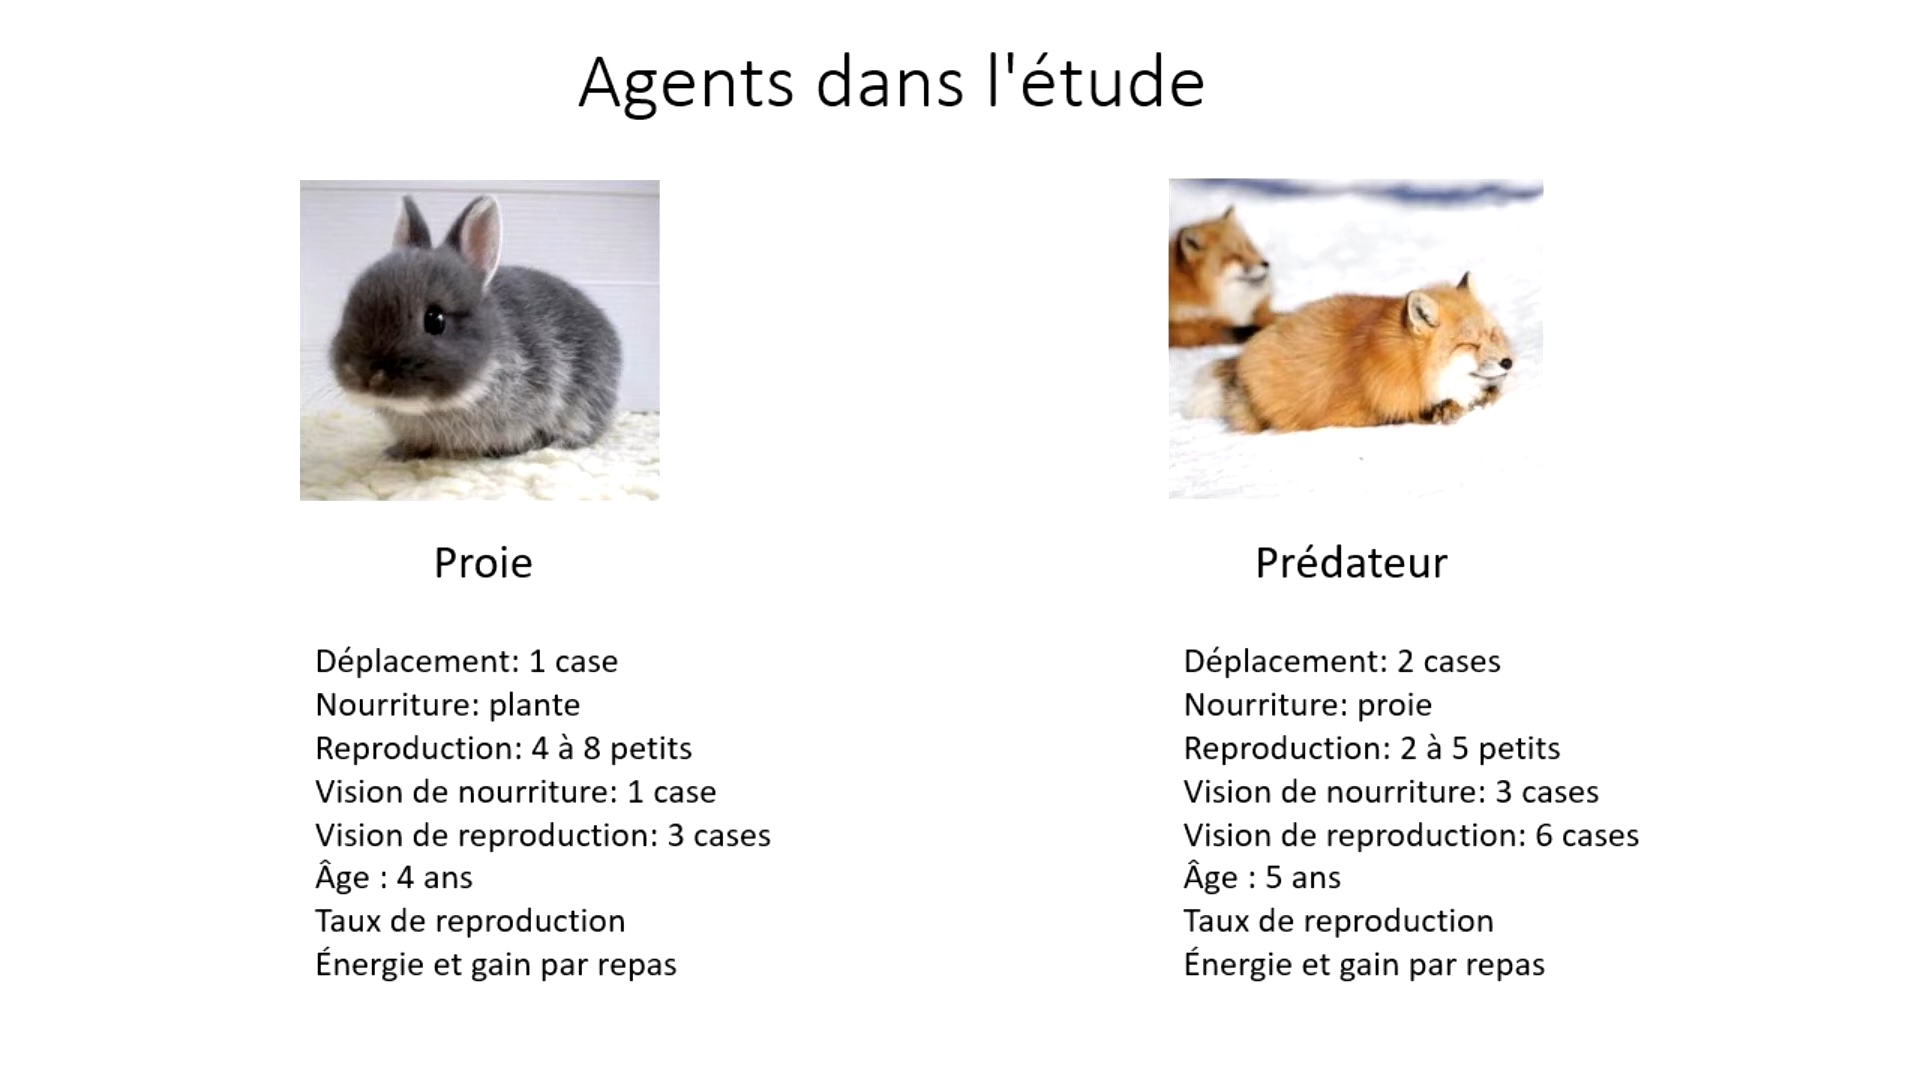 Agents dans l'étude
Proie
Déplacement: 1 case
Nourriture: plante
Reproduction: 4 à 8 petits
Vision de nourriture: 1 case
Vision de reproduction: 3 cases
Âge : 4 ans
Taux de reproduction
Énergie et gain par repas
Prédateur
Déplacement: 2 cases
Nourriture: proie
Reproduction: 2 à 5 petits
Vision de nourriture: 3 cases
Vision de reproduction: 6 cases
Âge : 5 ans
Taux de reproduction
Énergie et gain par repas